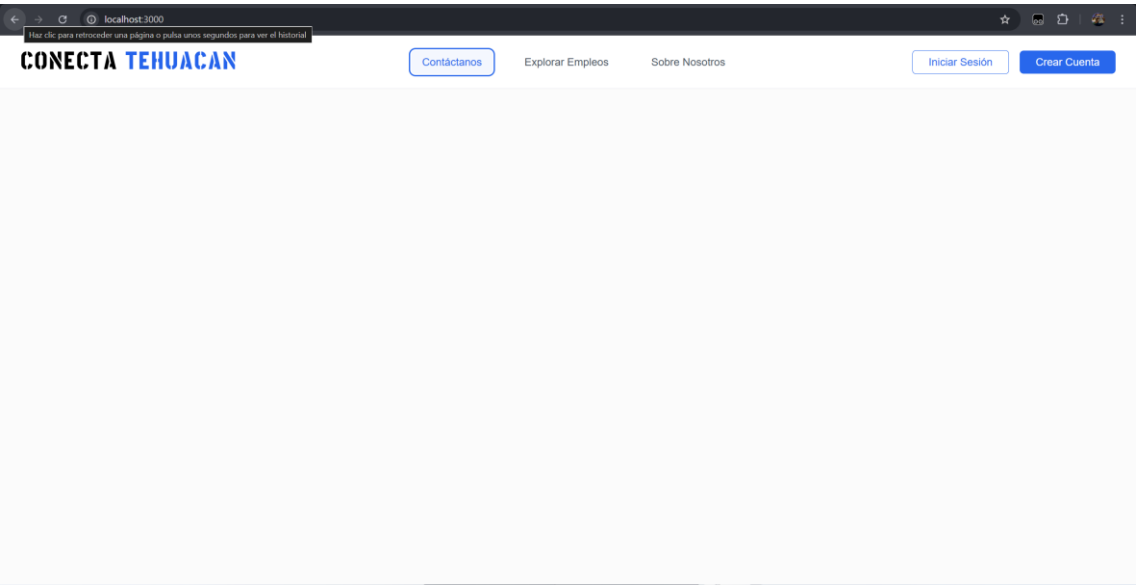 localhost:3000
Haz clic para retroceder una página o pulsa unos segundos para ver el historial
CONECTA TEHUACAN
Contáctanos
Explorar Empleos
Sobre Nosotros
Iniciar Sesión
Crear Cuenta